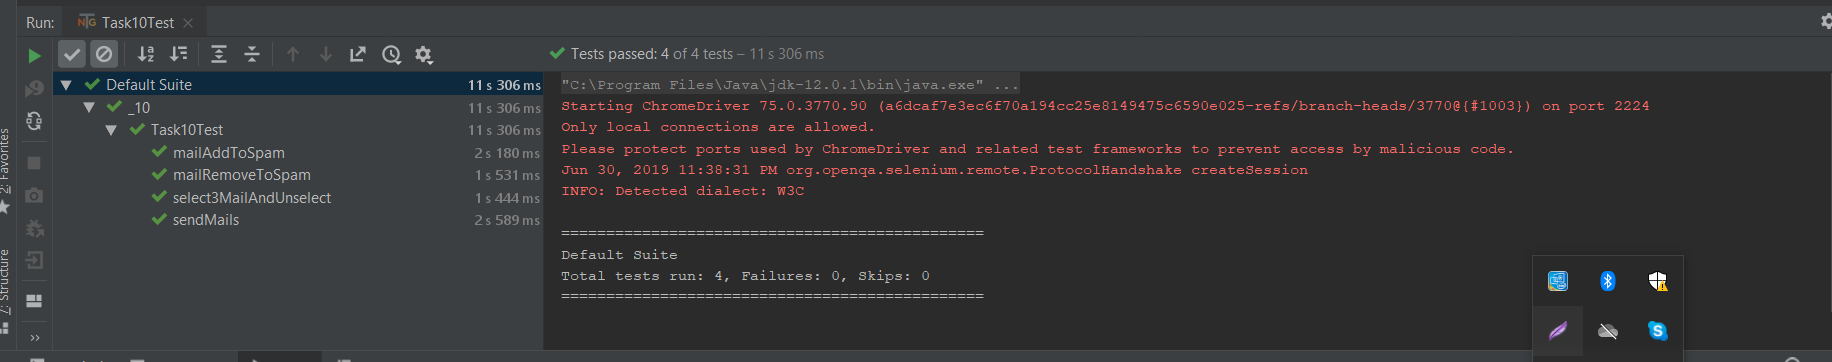 Run: Task10Test
Tests passed: 4 of 4 tests – 11 s 306 ms
Default Suite 11 s 306 ms
_10 11 s 306 ms
Task10Test 11 s 306 ms
mailAddToSpam 2 s 180 ms
mailRemoveToSpam 1 s 531 ms
select3MailAndUnselect 1 s 444 ms
sendMails 2 s 589 ms
"C:\Program Files\Java\jdk-12.0.1\bin\java.exe" ...
Starting ChromeDriver 75.0.3770.90 (a6dcaf7e3ec6f70a194cc25e8149475c6590e025-refs/branch-heads/3770@{#1003}) on port 2224
Only local connections are allowed.
Please protect ports used by ChromeDriver and related test frameworks to prevent access by malicious code.
Jun 30, 2019 11:38:31 PM org.openqa.selenium.remote.ProtocolHandshake createSession
INFO: Detected dialect: W3C
===============================================
Default Suite
Total tests run: 4, Failures: 0, Skips: 0
===============================================
2: Favorites
7: Structure